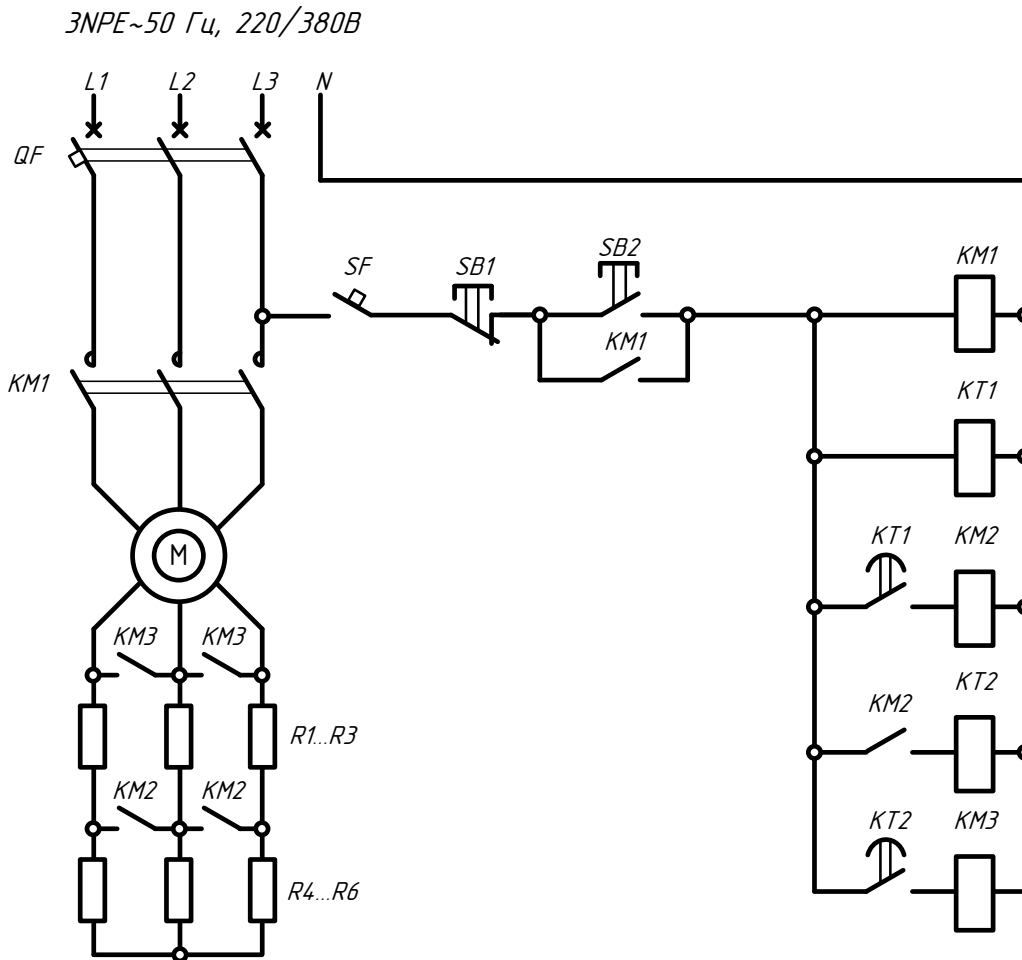 3NPE~50 Гц, 220/380В
L1 L2 L3 N
QF
SF SB1 SB2 KM1
KM1
KM1
KT1
M
KT1 KM2
KM3 KM3
KM2 KT2
R1...R3
KM2 KM2
KT2 KM3
R4...R6